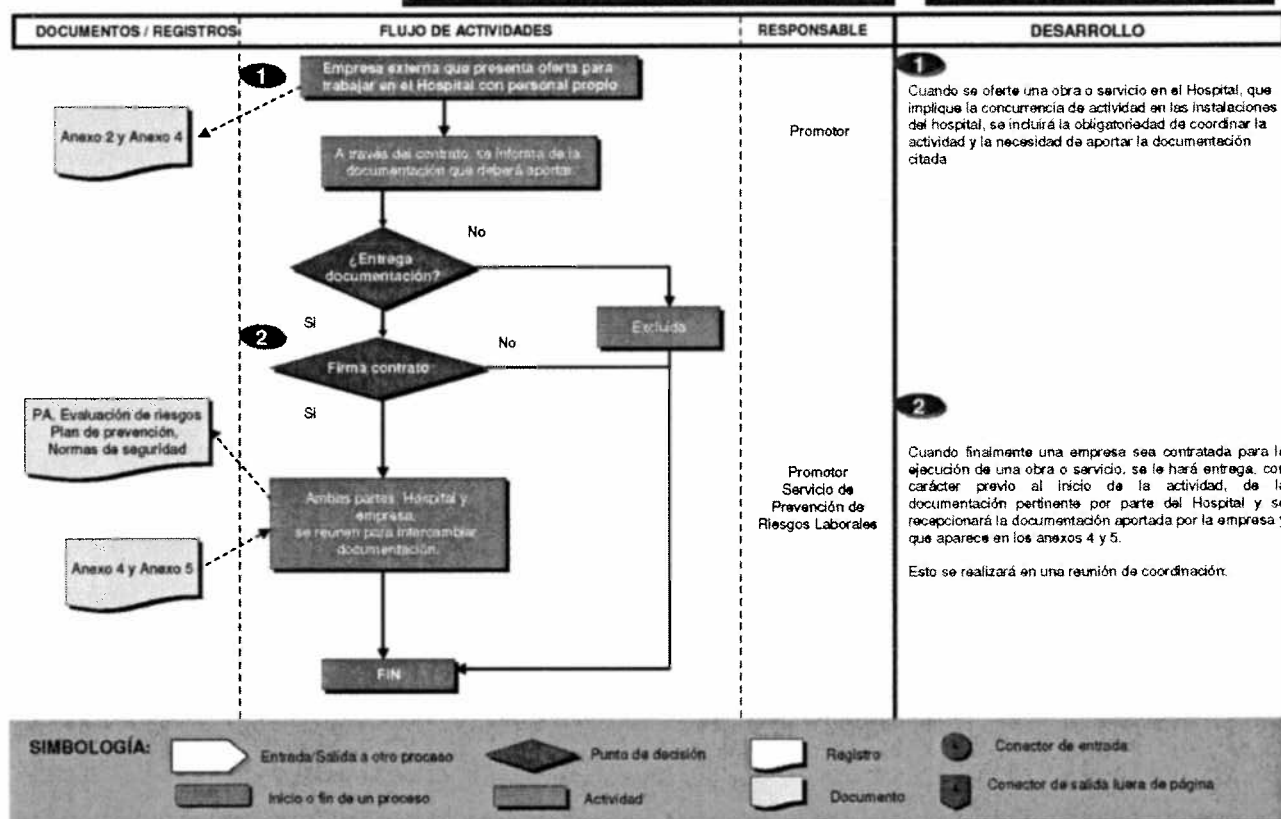 DOCUMENTOS / REGISTROS
FLUJO DE ACTIVIDADES
RESPONSABLE
DESARROLLO
1
Empresa externa que presenta oferta para
trabajar en el Hospital con personal propio
Anexo 2 y Anexo 4
A través del contrato, se informa de la
documentación que deberá aportar.
Promotor
1
Cuando se oferte una obra o servicio en el Hospital, que
implique la concurrencia de actividad en las instalaciones
del hospital, se incluirá la obligatoriedad de coordinar la
actividad y la necesidad de aportar la documentación
citada
¿Entrega
documentación?
No
Si
Excluida
2
Firma contrato
No
Si
PA, Evaluación de riesgos
Plan de prevención,
Normas de seguridad
Ambas partes, Hospital y
empresa,
se reunen para intercambiar
documentación.
Anexo 4 y Anexo 5
FIN
Promotor
Servicio de
Prevención de
Riesgos Laborales
2
Cuando finalmente una empresa sea contratada para l
ejecución de una obra o servicio, se le hará entrega, con
carácter previo al inicio de la actividad, de la
documentación pertinente por parte del Hospital y se
recepcionará la documentación aportada por la empresa y
que aparece en los anexos 4 y 5.
Esto se realizará en una reunión de coordinación.
SIMBOLOGÍA:
Entrada/Salida a otro proceso
Punto de decisión
Registro
Conector de entrada
Inicio o fin de un proceso
Actividad
Documento
Conector de salida fuera de página